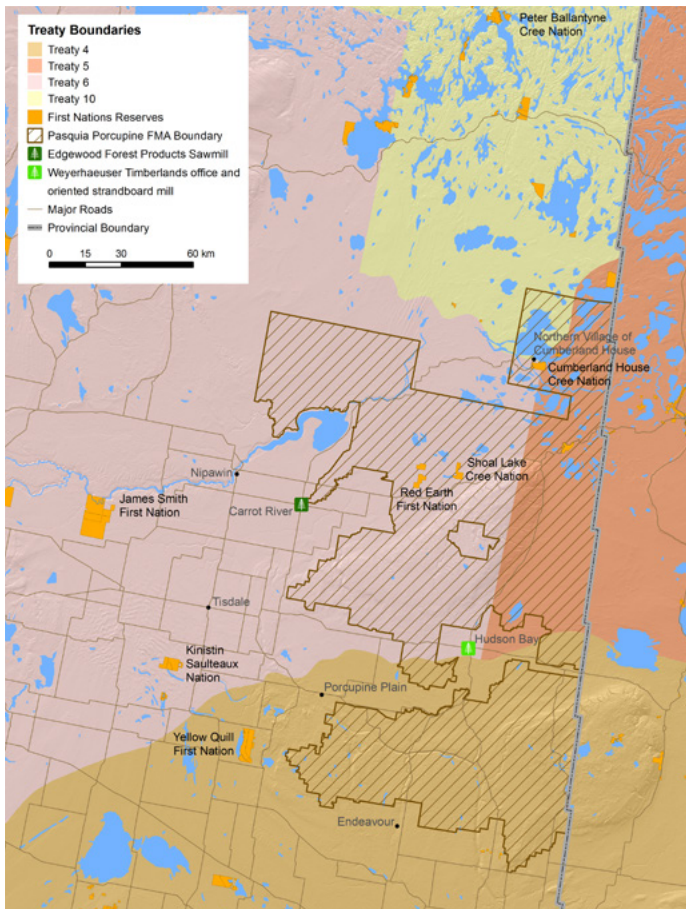 Treaty Boundaries
Treaty 4
Treaty 5
Treaty 6
Treaty 10
First Nations Reserves
Pasquia Porcupine FMA Boundary
Edgewood Forest Products Sawmill
Weyerhaeuser Timberlands office and
oriented strandboard mill
Major Roads
Provincial Boundary
0 15 30 60 km
Peter Ballantyne
Cree Nation
Northern Village of
Cumberland House
Cumberland House
Cree Nation
Nipawin
Shoal Lake
Cree Nation
Red Earth
First Nation
James Smith
First Nation
Carrot River
Tisdale
Hudson Bay
Kinistin
Saulteaux
Nation
Porcupine Plain
Yellow Quill
First Nation
Endeavour